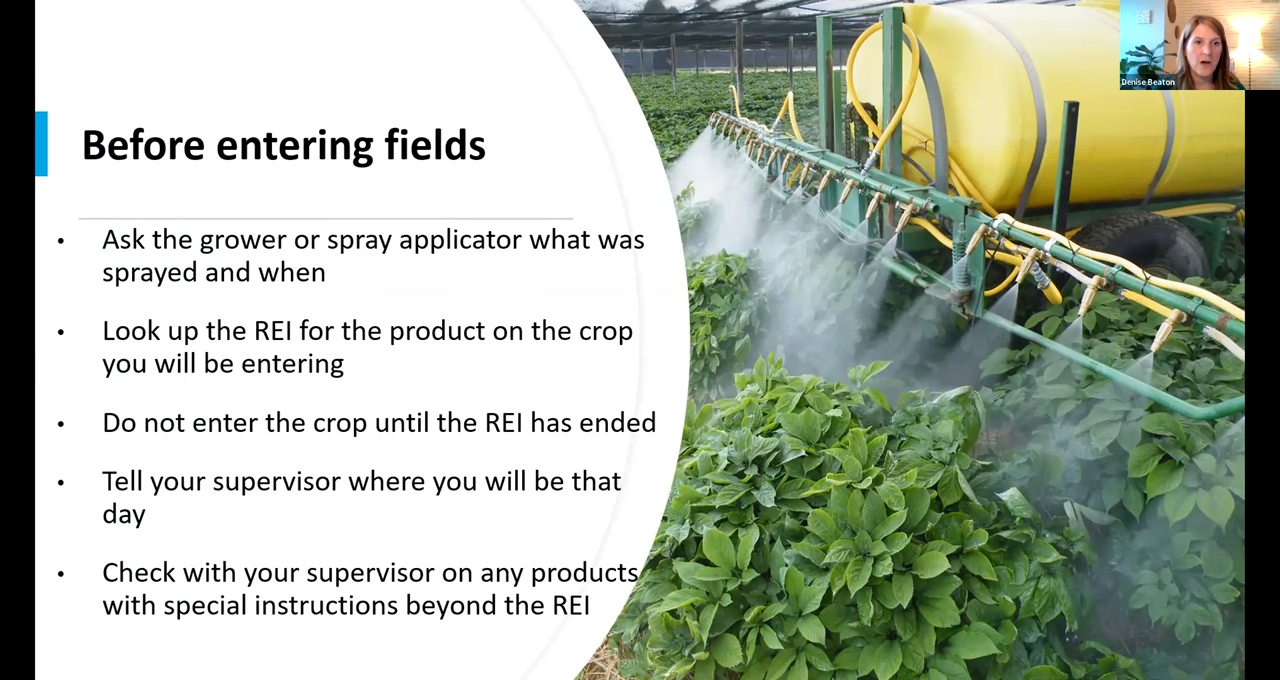 Denise Beaton
Before entering fields
• Ask the grower or spray applicator what was
sprayed and when
• Look up the REI for the product on the crop
you will be entering
• Do not enter the crop until the REI has ended
• Tell your supervisor where you will be that
day
• Check with your supervisor on any products
with special instructions beyond the REI